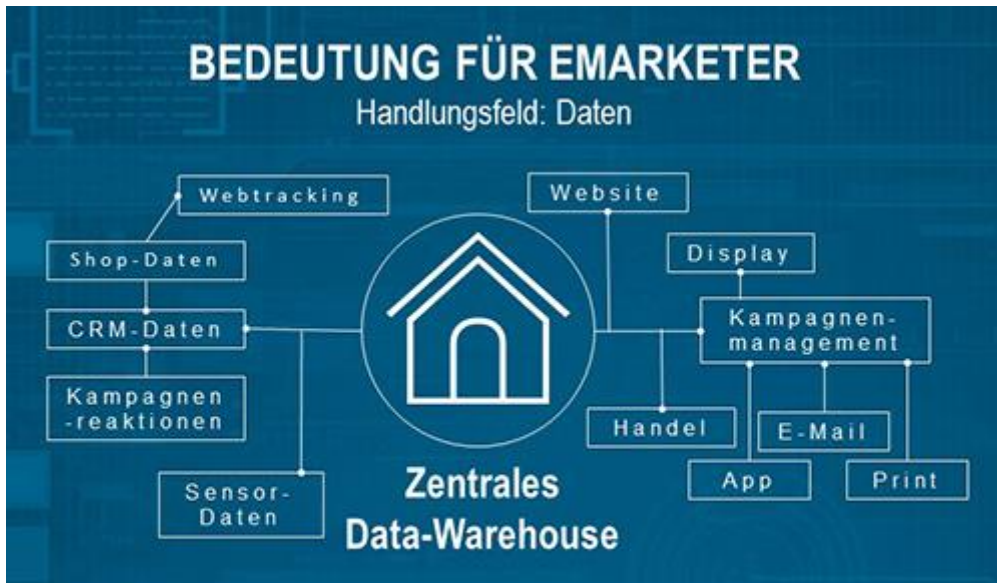 BEDEUTUNG FÜR EMARKETER
Handlungsfeld: Daten
Webtracking
Shop-Daten
CRM-Daten
Kampagnen
-reaktionen
Sensor-
Daten
Zentrales
Data-Warehouse
Website
Display
Kampagnen-
management
Handel
E-Mail
App
Print